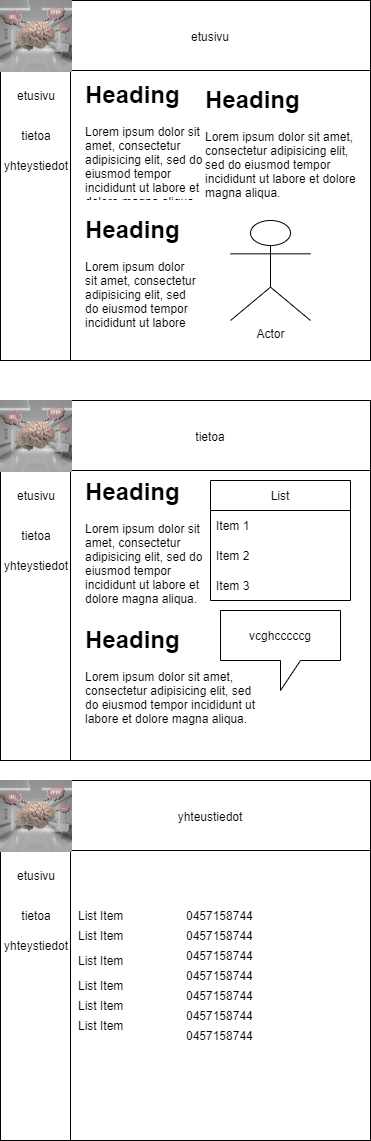 etusivu
etusivu
tietoa
yhteystiedot
Heading
Lorem ipsum dolor sit
amet, consectetur
adipisicing elit, sed do
eiusmod tempor
incididunt ut labore et
dolore magna aliqua.
Heading
Lorem ipsum dolor sit amet,
consectetur adipisicing elit,
sed do eiusmod tempor
incididunt ut labore et dolore
magna aliqua.
Heading
Lorem ipsum dolor
sit amet, consectetur
adipisicing elit, sed
do eiusmod tempor
incididunt ut labore
Actor
tietoa
etusivu
tietoa
yhteystiedot
Heading
Lorem ipsum dolor sit
amet, consectetur
adipisicing elit, sed do
eiusmod tempor
incididunt ut labore et
dolore magna aliqua.
List
Item 1
Item 2
Item 3
Heading
Lorem ipsum dolor sit amet,
consectetur adipisicing elit, sed
do eiusmod tempor incididunt ut
labore et dolore magna aliqua.
vcghcccccg
yhteustiedot
etusivu
tietoa
yhteystiedot
List Item
List Item
List Item
List Item
List Item
List Item
0457158744
0457158744
0457158744
0457158744
0457158744
0457158744
0457158744